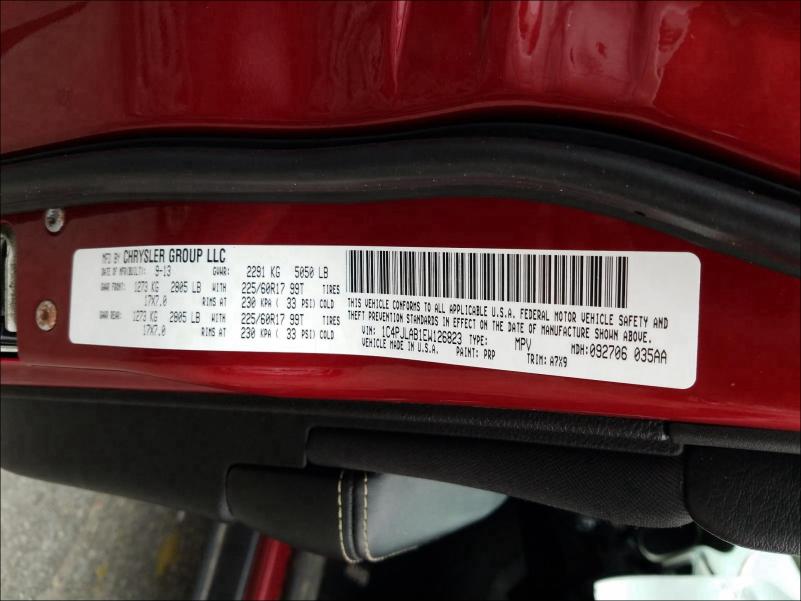 MFD BY CHRYSLER GROUP LLC
DATE OF MFR(BUILT): 9-13 GVWR: 2291 KG 5050 LB
GAWR FRONT: 1273 KG 2805 LB WITH 225/60R17 99T TIRES
17X7.0 RIMS AT 230 KPA ( 33 PSI) COLD
GAWR REAR: 1273 KG 2805 LB WITH 225/60R17 99T TIRES
17X7.0 RIMS AT 230 KPA ( 33 PSI) COLD
THIS VEHICLE CONFORMS TO ALL APPLICABLE U.S.A. FEDERAL MOTOR VEHICLE SAFETY AND
THEFT PREVENTION STANDARDS IN EFFECT ON THE DATE OF MANUFACTURE SHOWN ABOVE.
VIN: 1C4PJLAB1EW126823 TYPE: MPV MDH: 092706 035AA
VEHICLE MADE IN U.S.A. PAINT: PRP TRIM: A7X9